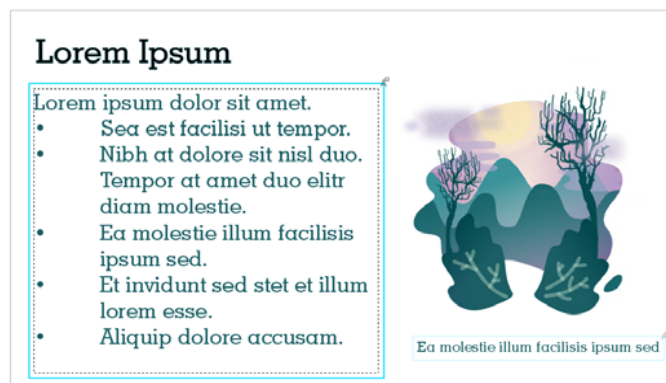 Lorem Ipsum
Lorem ipsum dolor sit amet.
• Sea est facilisi ut tempor.
• Nibh at dolore sit nisl duo.
Tempor at amet duo elitr
diam molestie.
• Ea molestie illum facilisis
ipsum sed.
• Et invidunt sed stet et illum
lorem esse.
• Aliquip dolore accusam.
Ea molestie illum facilisis ipsum sed